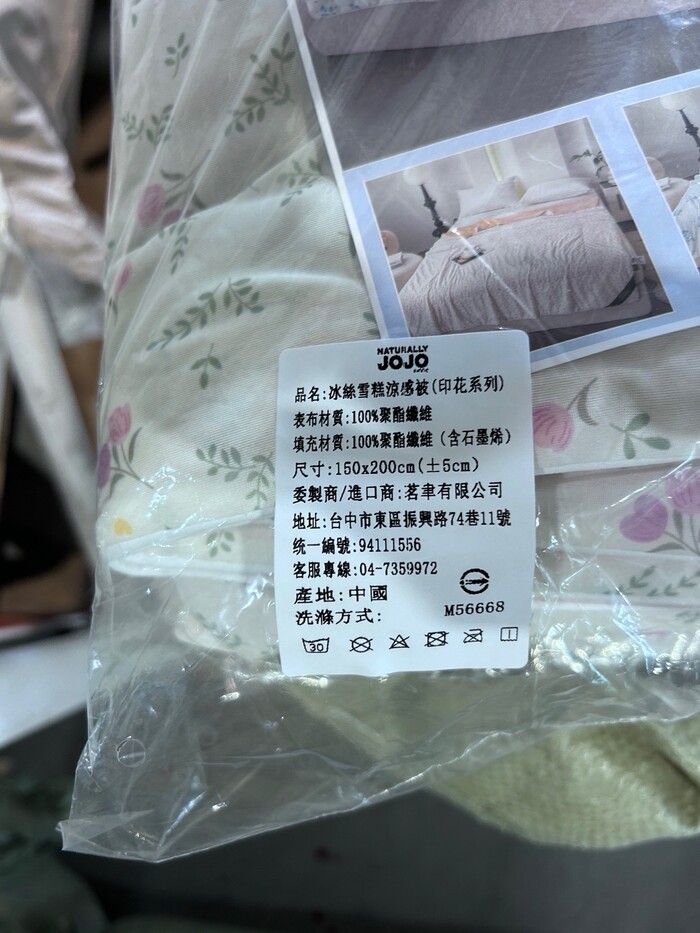 NATURALLY
JOJO
品名:冰絲雪糕涼感被(印花系列)
表布材質:100%聚酯纖維
填充材質:100%聚酯纖維(含石墨烯)
尺寸:150x200cm(±5cm)
委製商/進口商:茗聿有限公司
地址:台中市東區振興路74巷11號
统一編號:94111556
客服專線:04-7359972
產地:中國
洗滌方式:
M56668
30